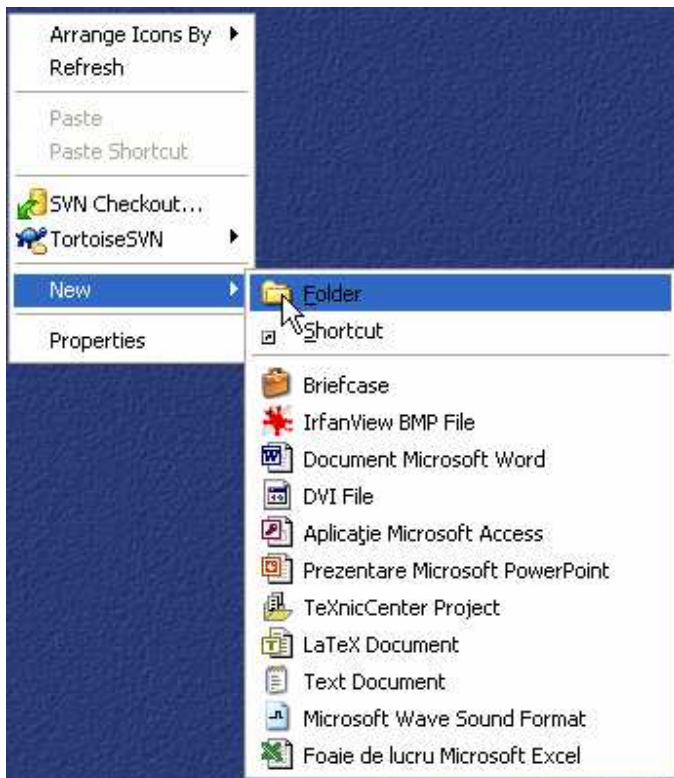 Arrange Icons By
Refresh
Paste
Paste Shortcut
SVN Checkout...
TortoiseSVN
New
Properties
Folder
Shortcut
Briefcase
IrfanView BMP File
Document Microsoft Word
DVI File
Aplicaţie Microsoft Access
Prezentare Microsoft PowerPoint
TeXnicCenter Project
LaTeX Document
Text Document
Microsoft Wave Sound Format
Foaie de lucru Microsoft Excel